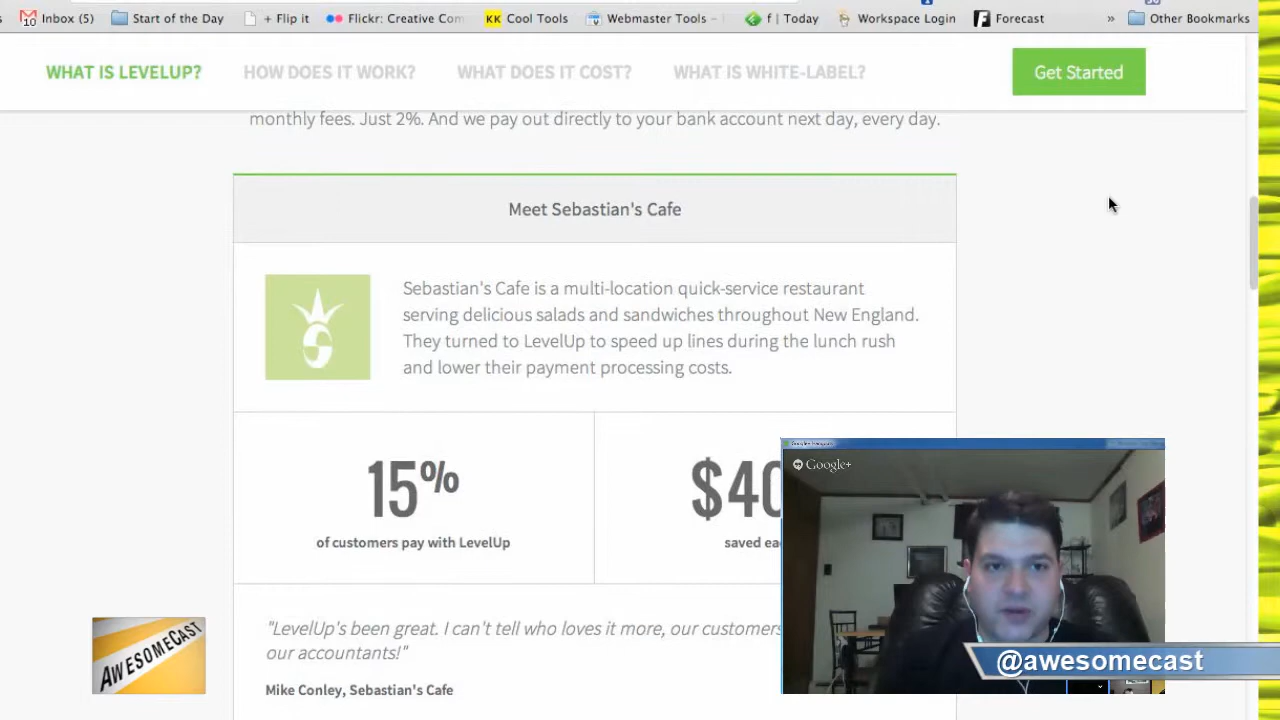 Inbox (5) Start of the Day + Flip it Flickr: Creative Com KK Cool Tools Webmaster Tools - f | Today Workspace Login Forecast » Other Bookmarks
WHAT IS LEVELUP? HOW DOES IT WORK? WHAT DOES IT COST? WHAT IS WHITE-LABEL? Get Started
monthly fees. Just 2%. And we pay out directly to your bank account next day, every day.
Meet Sebastian's Cafe
Sebastian's Cafe is a multi-location quick-service restaurant
serving delicious salads and sandwiches throughout New England.
They turned to LevelUp to speed up lines during the lunch rush
and lower their payment processing costs.
15% $40
of customers pay with LevelUp saved ea
Google+
"LevelUp's been great. I can't tell who loves it more, our customers
our accountants!"
Mike Conley, Sebastian's Cafe
AWESOMECAST
@awesomecast